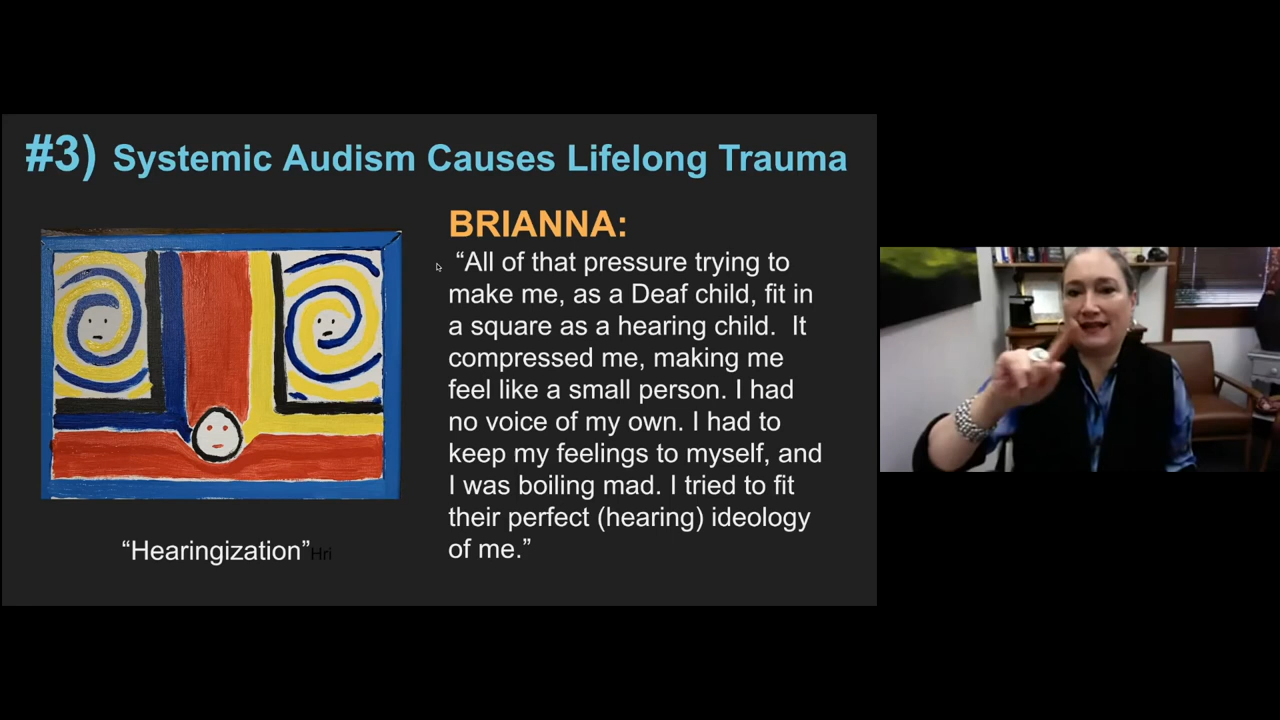 #3) Systemic Audism Causes Lifelong Trauma
BRIANNA:
“All of that pressure trying to
make me, as a Deaf child, fit in
a square as a hearing child.  It
compressed me, making me
feel like a small person. I had
no voice of my own. I had to
keep my feelings to myself, and
I was boiling mad. I tried to fit
their perfect (hearing) ideology
of me.”
“Hearingization”Hri